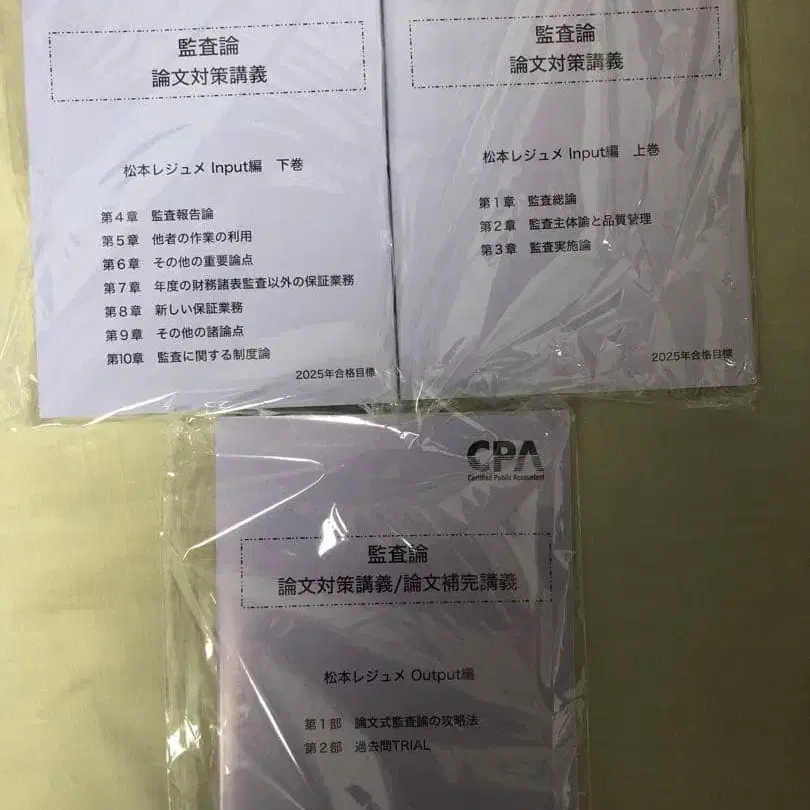 監査論
論文対策講義
松本レジュメ Input編　下巻
第4章　監査報告論
第5章　他者の作業の利用
第6章　その他の重要論点
第7章　年度の財務諸表監査以外の保証業務
第8章　新しい保証業務
第9章　その他の諸論点
第10章　監査に関する制度論
2025年合格目標
監査論
論文対策講義
松本レジュメ Input編　上巻
第1章　監査総論
第2章　監査主体論と品質管理
第3章　監査実施論
2025年合格目標
CPA
Certified Public Accountant
監査論
論文対策講義/論文補完講義
松本レジュメ Output編
第1部　論文式監査論の攻略法
第2部　過去問TRIAL